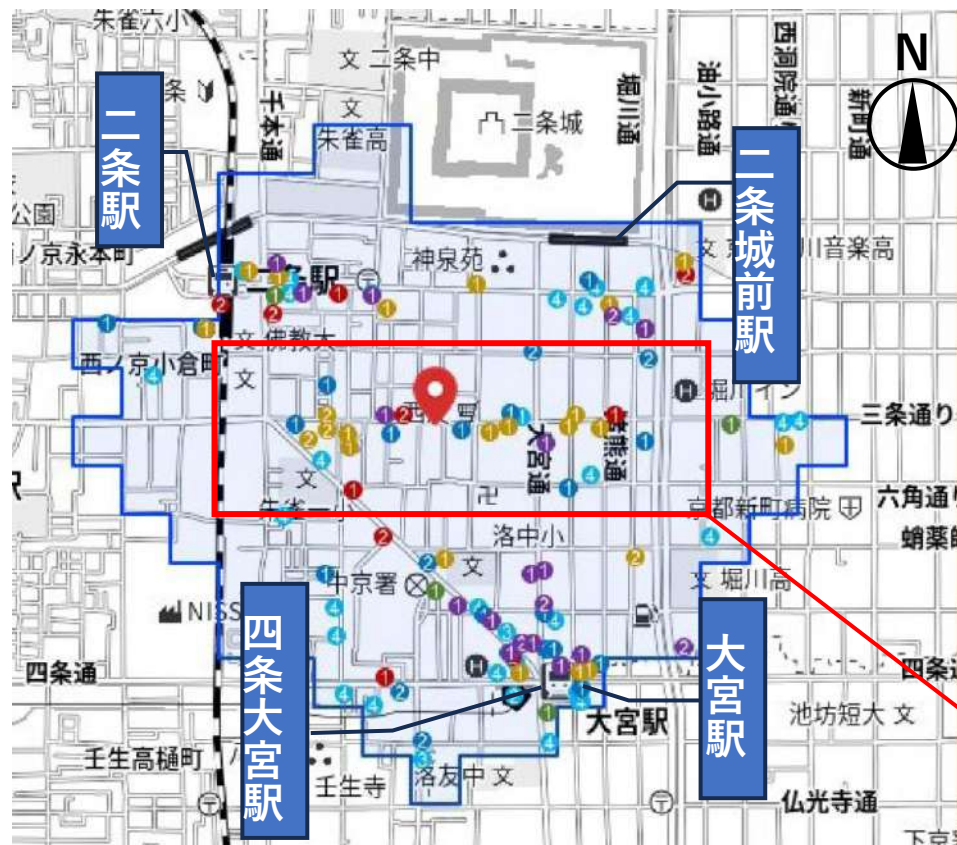 朱雀六小
文 二条中
文
朱雀高
二条城
千本通
堀川通
油小路通
西洞院通り
新町通
N
二条駅
二条城前駅
公園
西ノ京永本町
神泉苑
川音楽高
二条駅
文 佛教大
西ノ京小倉町
文
堀川イン
三条通り
大宮通
文
朱雀一小
卍
洛中小
文
京都新町病院
六角通り
蛸薬師
文 堀川高
中京署
NISS
四条通
四条大宮駅
大宮駅
大宮駅
四条通
池坊短大 文
壬生高樋町
壬生寺
洛友中 文
仏光寺通